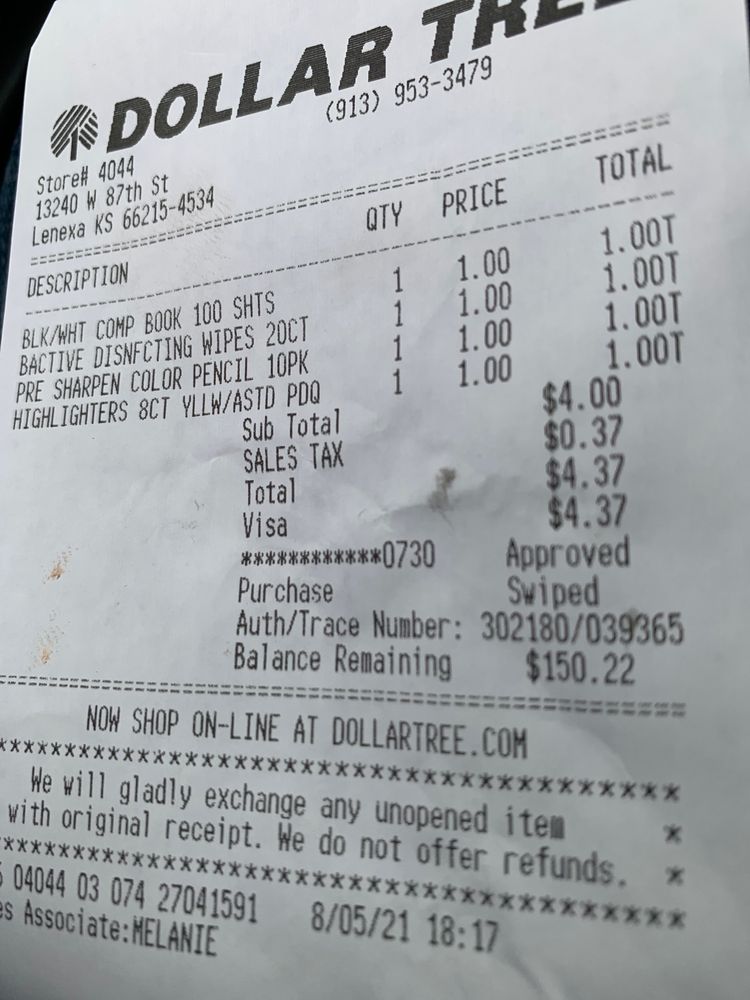 DOLLAR TREE
(913) 953-3479
Store# 4044
13240 W 87th St
Lenexa KS 66215-4534
DESCRIPTION QTY PRICE TOTAL
BLK/WHT COMP BOOK 100 SHTS 1 1.00 1.00T
BACTIVE DISNFCTING WIPES 20CT 1 1.00 1.00T
PRE SHARPEN COLOR PENCIL 10PK 1 1.00 1.00T
HIGHLIGHTERS 8CT YLLW/ASTD PDQ 1 1.00 1.00T
Sub Total $4.00
SALES TAX $0.37
Total $4.37
Visa $4.37
************0730 Approved
Purchase Swiped
Auth/Trace Number: 302180/039365
Balance Remaining $150.22
NOW SHOP ON-LINE AT DOLLARTREE.COM
We will gladly exchange any unopened item *
with original receipt. We do not offer refunds. *
04044 03 074 27041591 8/05/21 18:17
es Associate:MELANIE